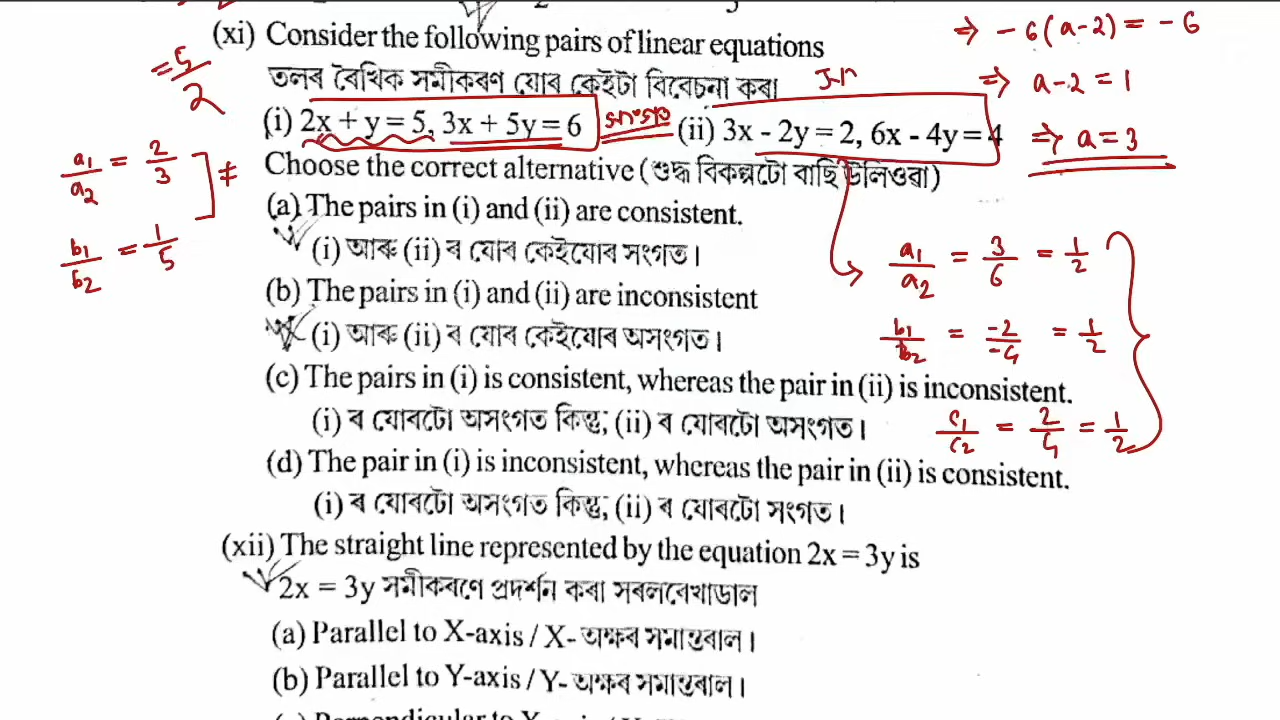 (xi) Consider the following pairs of linear equations
তলৰ ৰৈখিক সমীকৰণ যোৰ কেইটা বিবেচনা কৰা
(i) 2x + y = 5, 3x + 5y = 6 (ii) 3x - 2y = 2, 6x - 4y = 4
Choose the correct alternative (শুদ্ধ বিকল্পটো বাছি উলিওৱা)
(a) The pairs in (i) and (ii) are consistent.
(i) আৰু (ii) ৰ যোৰ কেইযোৰ সংগত।
(b) The pairs in (i) and (ii) are inconsistent
(i) আৰু (ii) ৰ যোৰ কেইযোৰ অসংগত।
(c) The pairs in (i) is consistent, whereas the pair in (ii) is inconsistent.
(i) ৰ যোৰটো অসংগত কিন্তু; (ii) ৰ যোৰটো অসংগত।
(d) The pair in (i) is inconsistent, whereas the pair in (ii) is consistent.
(i) ৰ যোৰটো অসংগত কিন্তু; (ii) ৰ যোৰটো সংগত।
(xii) The straight line represented by the equation 2x = 3y is
2x = 3y সমীকৰণে প্ৰদৰ্শন কৰা সৰলৰেখাডাল
(a) Parallel to X-axis / X- অক্ষৰ সমান্তৰাল।
(b) Parallel to Y-axis / Y- অক্ষৰ সমান্তৰাল।
= 5/2
a1/a2 = 2/3
≠
b1/b2 = 1/5
⇒ -6(a-2) = -6
⇒ a-2 = 1
⇒ a = 3
a1/a2 = 3/6 = 1/2
b1/b2 = -2/-4 = 1/2
c1/c2 = 2/4 = 1/2